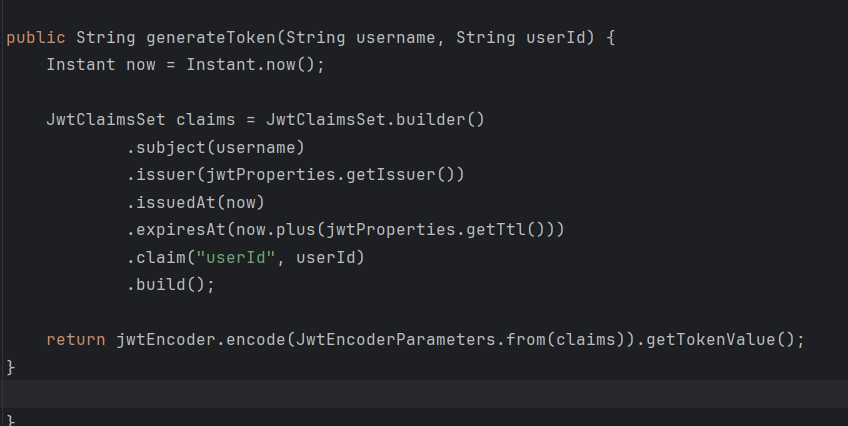 public String generateToken(String username, String userId) {
    Instant now = Instant.now();
    JwtClaimsSet claims = JwtClaimsSet.builder()
            .subject(username)
            .issuer(jwtProperties.getIssuer())
            .issuedAt(now)
            .expiresAt(now.plus(jwtProperties.getTtl()))
            .claim("userId", userId)
            .build();
    return jwtEncoder.encode(JwtEncoderParameters.from(claims)).getTokenValue();
}
}